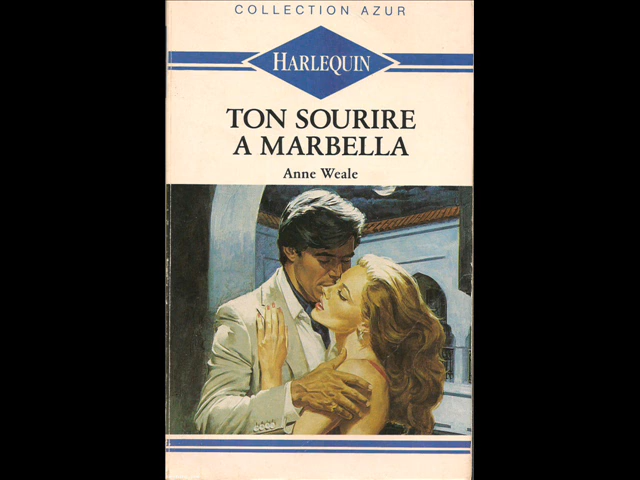 COLLECTION AZUR
HARLEQUIN
TON SOURIRE
A MARBELLA
Anne Weale